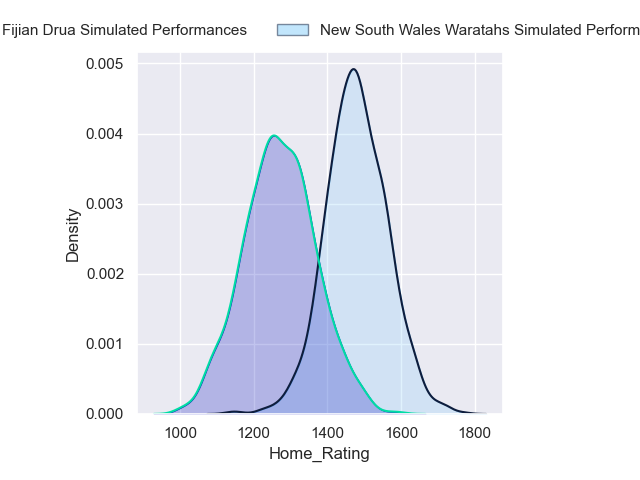 Fijian Drua Simulated Performances New South Wales Waratahs Simulated Perform
0.005
0.004
0.003
0.002
0.001
0.000
Density
1000 1200 1400 1600 1800
Home_Rating